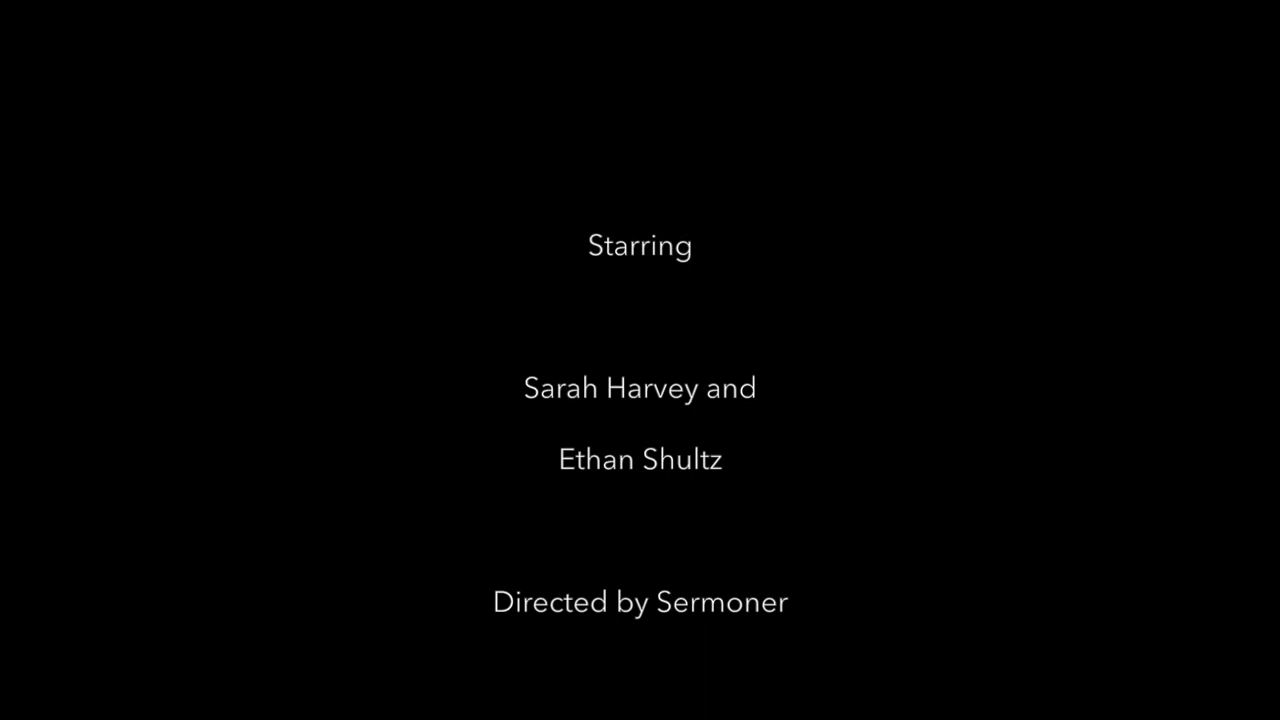 Starring
Sarah Harvey and
Ethan Shultz
Directed by Sermoner